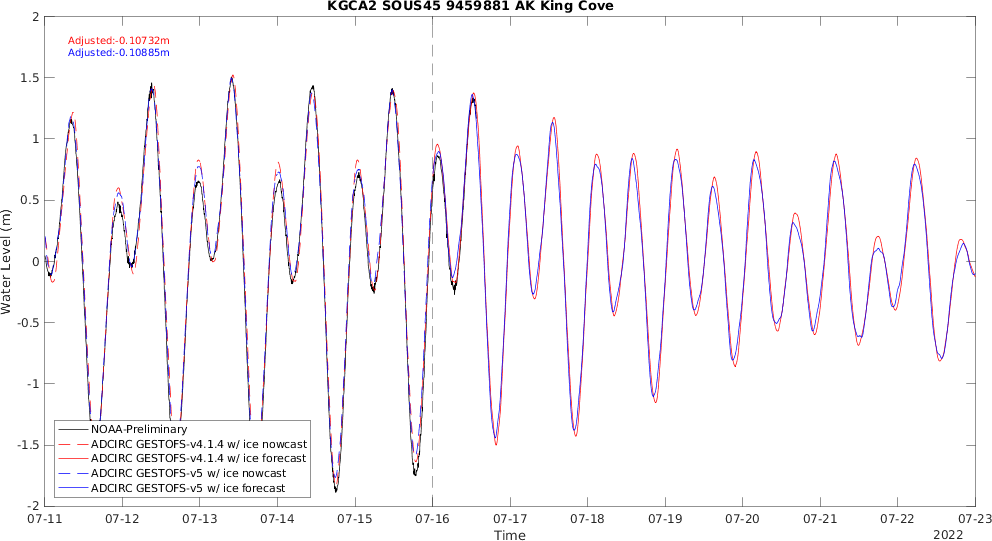 KGCA2 SOUS45 9459881 AK King Cove
Adjusted:-0.10732m
Adjusted:-0.10885m
2
1.5
1
0.5
0
-0.5
-1
-1.5
-2
Water Level (m)
NOAA-Preliminary
ADCIRC GESTOFS-v4.1.4 w/ ice nowcast
ADCIRC GESTOFS-v4.1.4 w/ ice forecast
ADCIRC GESTOFS-v5 w/ ice nowcast
ADCIRC GESTOFS-v5 w/ ice forecast
07-11 07-12 07-13 07-14 07-15 07-16 07-17 07-18 07-19 07-20 07-21 07-22 07-23
Time
2022